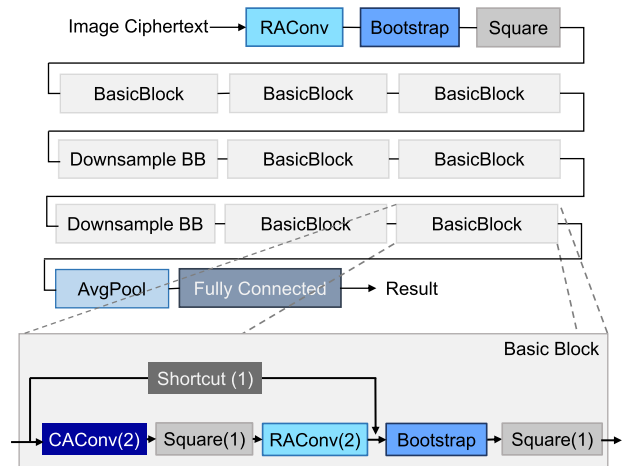 Image Ciphertext RAConv Bootstrap Square
BasicBlock BasicBlock BasicBlock
Downsample BB BasicBlock BasicBlock
Downsample BB BasicBlock BasicBlock
AvgPool Fully Connected Result
Basic Block
Shortcut (1)
CAConv(2) Square(1) RAConv(2) Bootstrap Square(1)